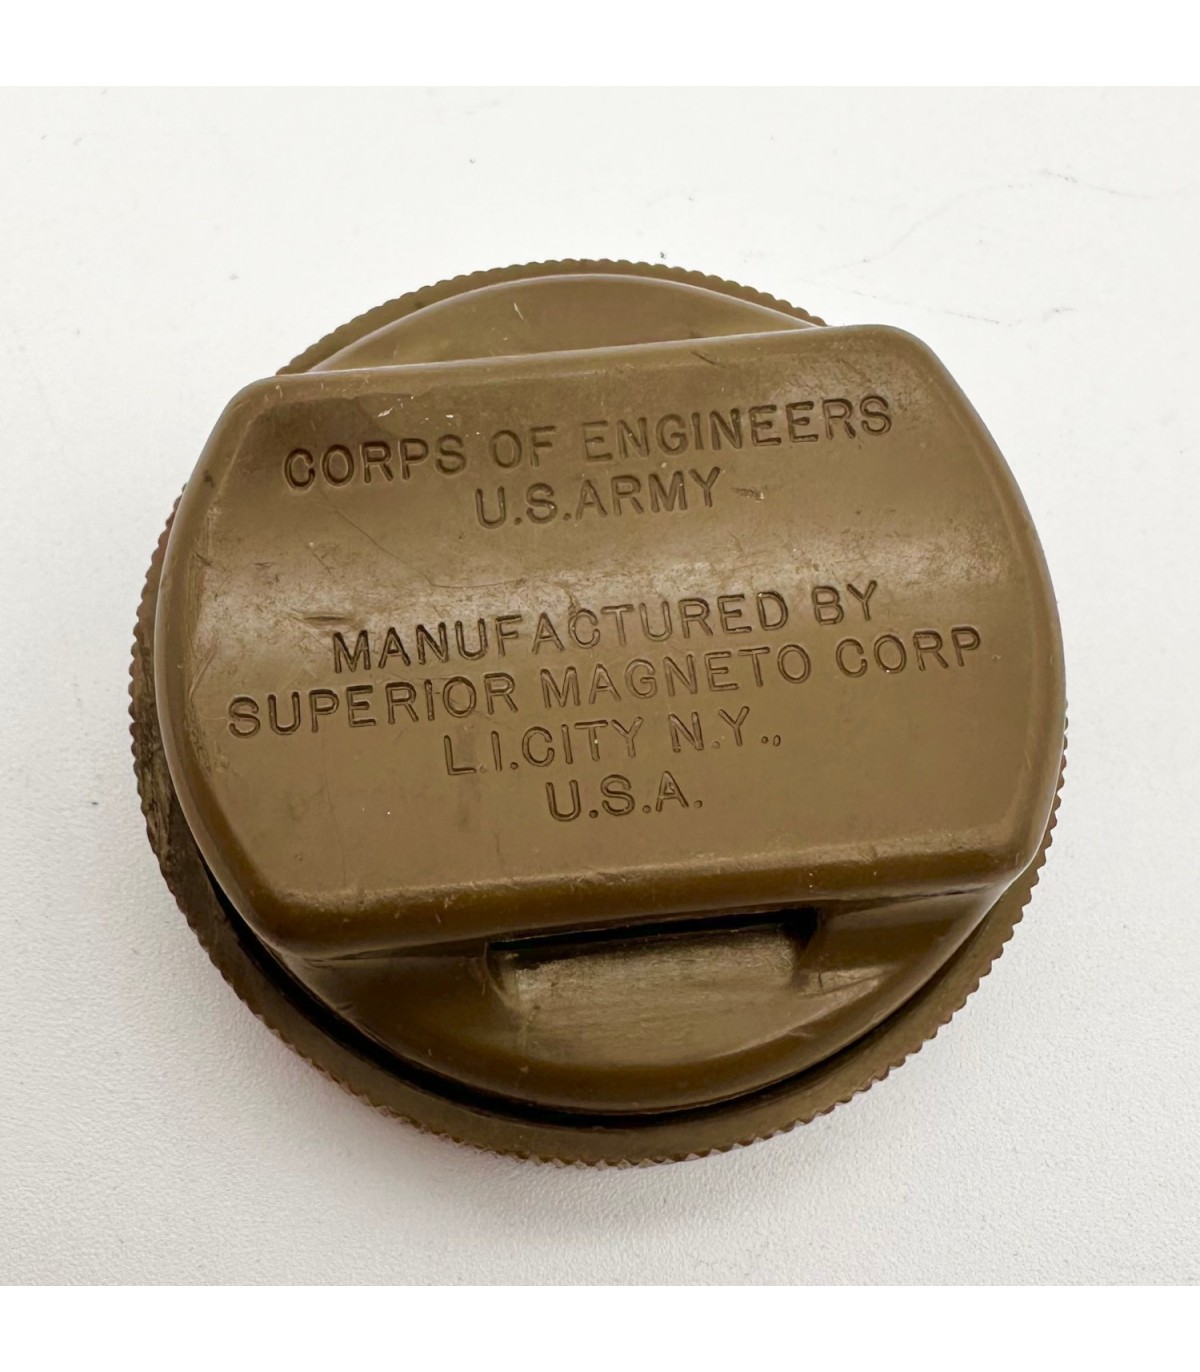 CORPS OF ENGINEERS
U.S.ARMY
MANUFACTURED BY
SUPERIOR MAGNETO CORP
L.I.CITY N.Y.,
U.S.A.